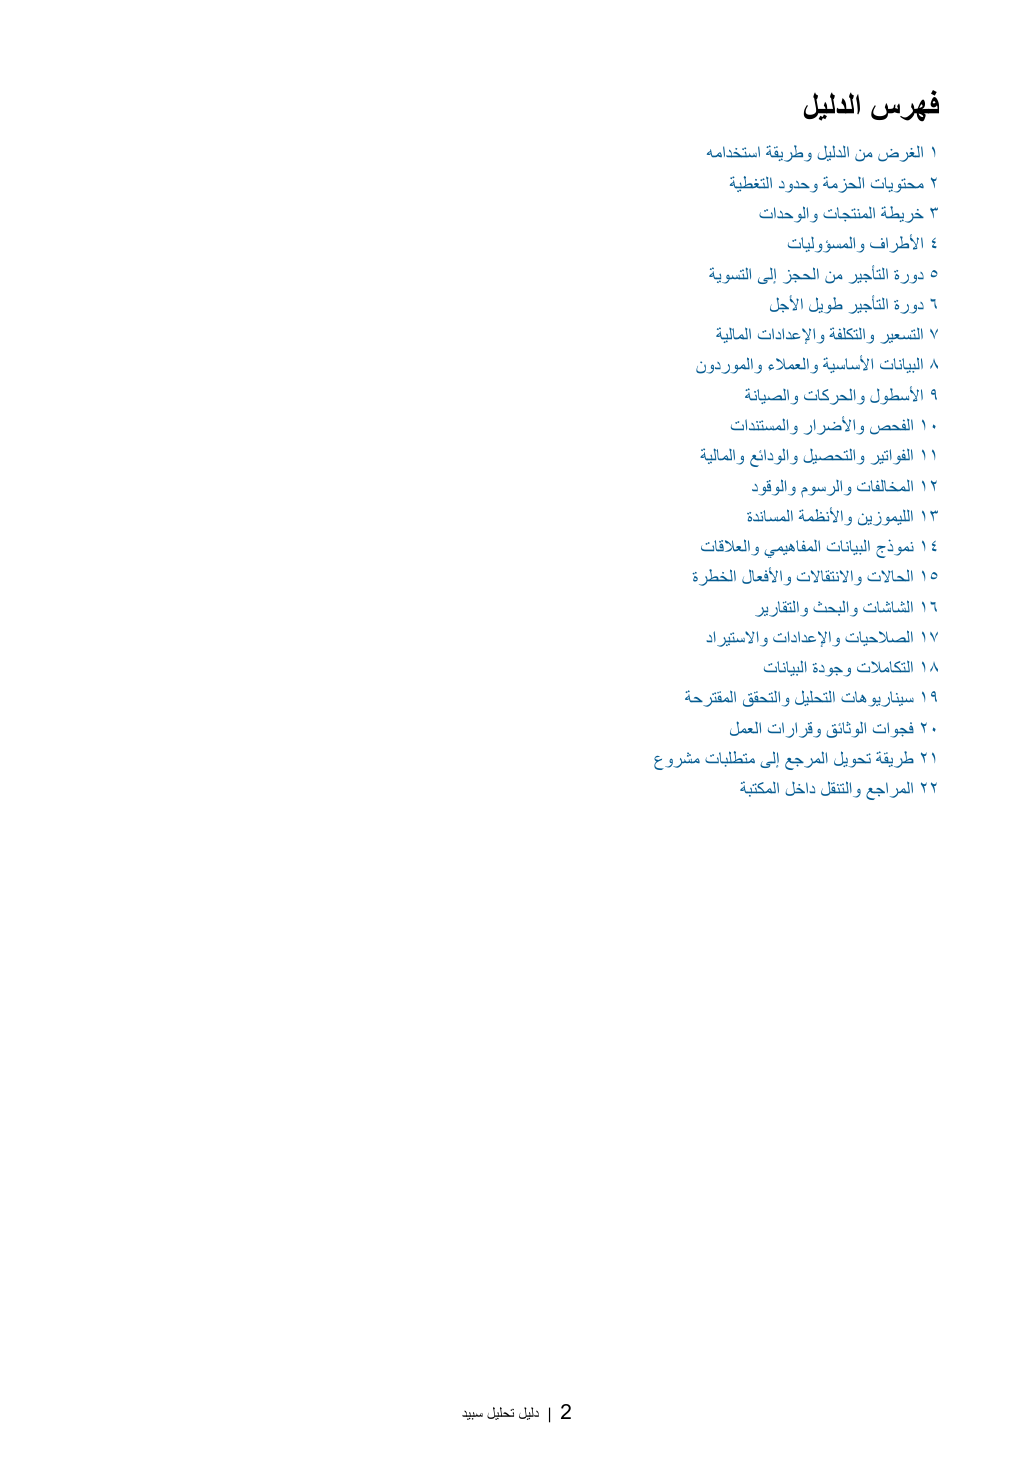 فهرس الدليل
١ الغرض من الدليل وطريقة استخدامه
٢ محتويات الحزمة وحدود التغطية
٣ خريطة المنتجات والوحدات
٤ الأطراف والمسؤوليات
٥ دورة التأجير من الحجز إلى التسوية
٦ دورة التأجير طويل الأجل
٧ التسعير والتكلفة والإعدادات المالية
٨ البيانات الأساسية والعملاء والموردون
٩ الأسطول والحركات والصيانة
١٠ الفحص والأضرار والمستندات
١١ الفواتير والتحصيل والودائع والمالية
١٢ المخالفات والرسوم والوقود
١٣ الليموزين والأنظمة المساندة
١٤ نموذج البيانات المفاهيمي والعلاقات
١٥ الحالات والانتقالات والأفعال الخطرة
١٦ الشاشات والبحث والتقارير
١٧ الصلاحيات والإعدادات والاستيراد
١٨ التكاملات وجودة البيانات
١٩ سيناريوهات التحليل والتحقق المقترحة
٢٠ فجوات الوثائق وقرارات العمل
٢١ طريقة تحويل المرجع إلى متطلبات مشروع
٢٢ المراجع والتنقل داخل المكتبة
2 | دليل تحليل سبيد